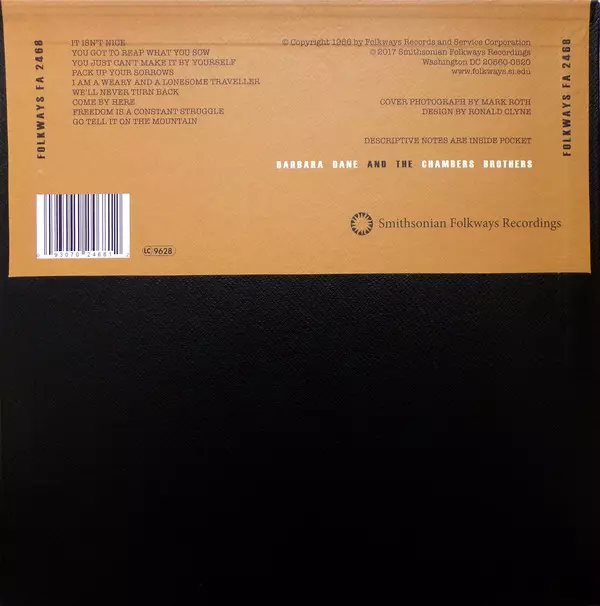 FOLKWAYS FA 2468
IT ISN'T NICE
YOU GOT TO REAP WHAT YOU SOW
YOU JUST CAN'T MAKE IT BY YOURSELF
PACK UP YOUR SORROWS
I AM A WEARY AND A LONESOME TRAVELLER
WE'LL NEVER TURN BACK
COME BY HERE
FREEDOM IS A CONSTANT STRUGGLE
GO TELL IT ON THE MOUNTAIN
© Copyright 1966 by Folkways Records and Service Corporation
℗ 2017 Smithsonian Folkways Recordings
Washington DC 20560-0520
www.folkways.si.edu
COVER PHOTOGRAPH BY MARK ROTH
DESIGN BY RONALD CLYNE
DESCRIPTIVE NOTES ARE INSIDE POCKET
BARBARA DANE AND THE CHAMBERS BROTHERS
Smithsonian Folkways Recordings
FOLKWAYS FA 2468
0 93070 24681 2
LC 9628